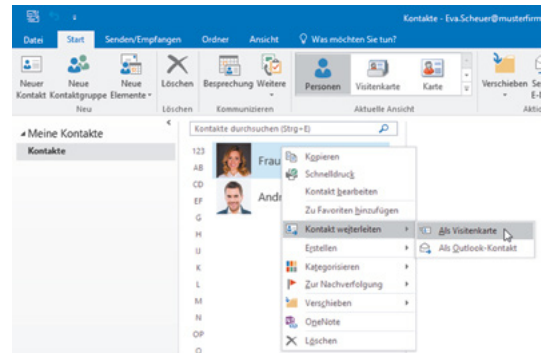 Kontakte - Eva.Scheuer@musterfirm
Datei Start Senden/Empfangen Ordner Ansicht Was möchten Sie tun?
Neuer Kontakt
Neue Kontaktgruppe
Neue Elemente
Löschen
Besprechung
Weitere
Personen
Visitenkarte
Karte
Verschieben
Se
E-
Neu Löschen Kommunizieren Aktuelle Ansicht Aktio
Meine Kontakte
Kontakte
Kontakte durchsuchen (Strg+E)
123
AB
CD
EF
G
H
IJ
K
L
M
N
OP
Q
Frau
Andr
Kopieren
Schnelldruck
Kontakt bearbeiten
Zu Favoriten hinzufügen
Kontakt weiterleiten
Erstellen
Kategorisieren
Zur Nachverfolgung
Verschieben
OneNote
Löschen
Als Visitenkarte
Als Outlook-Kontakt